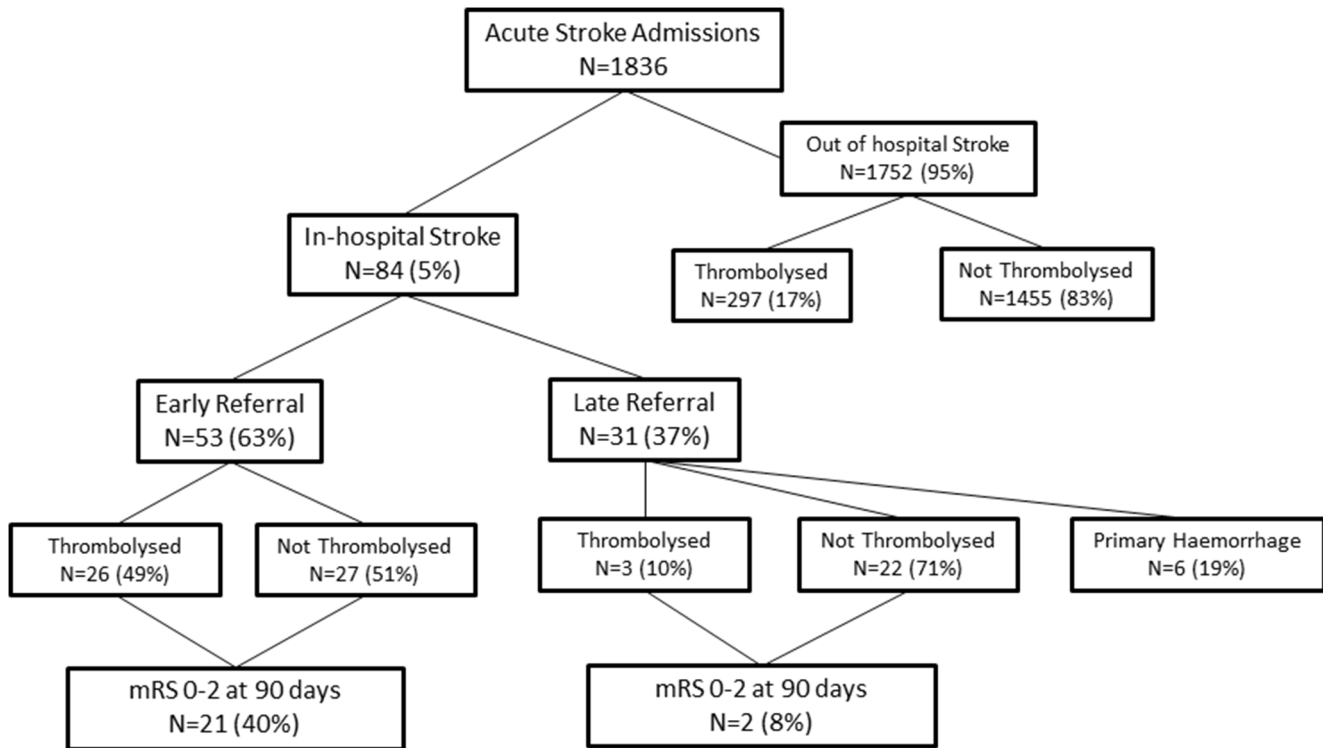 Acute Stroke Admissions
N=1836
Out of hospital Stroke
N=1752 (95%)
In-hospital Stroke
N=84 (5%)
Thrombolysed
N=297 (17%)
Not Thrombolysed
N=1455 (83%)
Early Referral
N=53 (63%)
Late Referral
N=31 (37%)
Thrombolysed
N=26 (49%)
Not Thrombolysed
N=27 (51%)
Thrombolysed
N=3 (10%)
Not Thrombolysed
N=22 (71%)
Primary Haemorrhage
N=6 (19%)
mRS 0-2 at 90 days
N=21 (40%)
mRS 0-2 at 90 days
N=2 (8%)